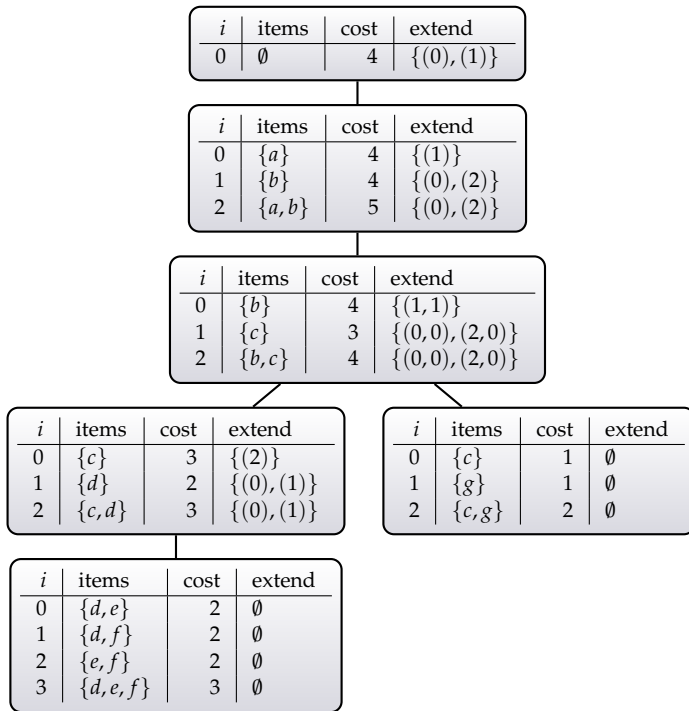 i items cost extend
0 ∅ 4 {(0), (1)}
i items cost extend
0 {a} 4 {(1)}
1 {b} 4 {(0), (2)}
2 {a, b} 5 {(0), (2)}
i items cost extend
0 {b} 4 {(1, 1)}
1 {c} 3 {(0, 0), (2, 0)}
2 {b, c} 4 {(0, 0), (2, 0)}
i items cost extend
0 {c} 3 {(2)}
1 {d} 2 {(0), (1)}
2 {c, d} 3 {(0), (1)}
i items cost extend
0 {c} 1 ∅
1 {g} 1 ∅
2 {c, g} 2 ∅
i items cost extend
0 {d, e} 2 ∅
1 {d, f} 2 ∅
2 {e, f} 2 ∅
3 {d, e, f} 3 ∅